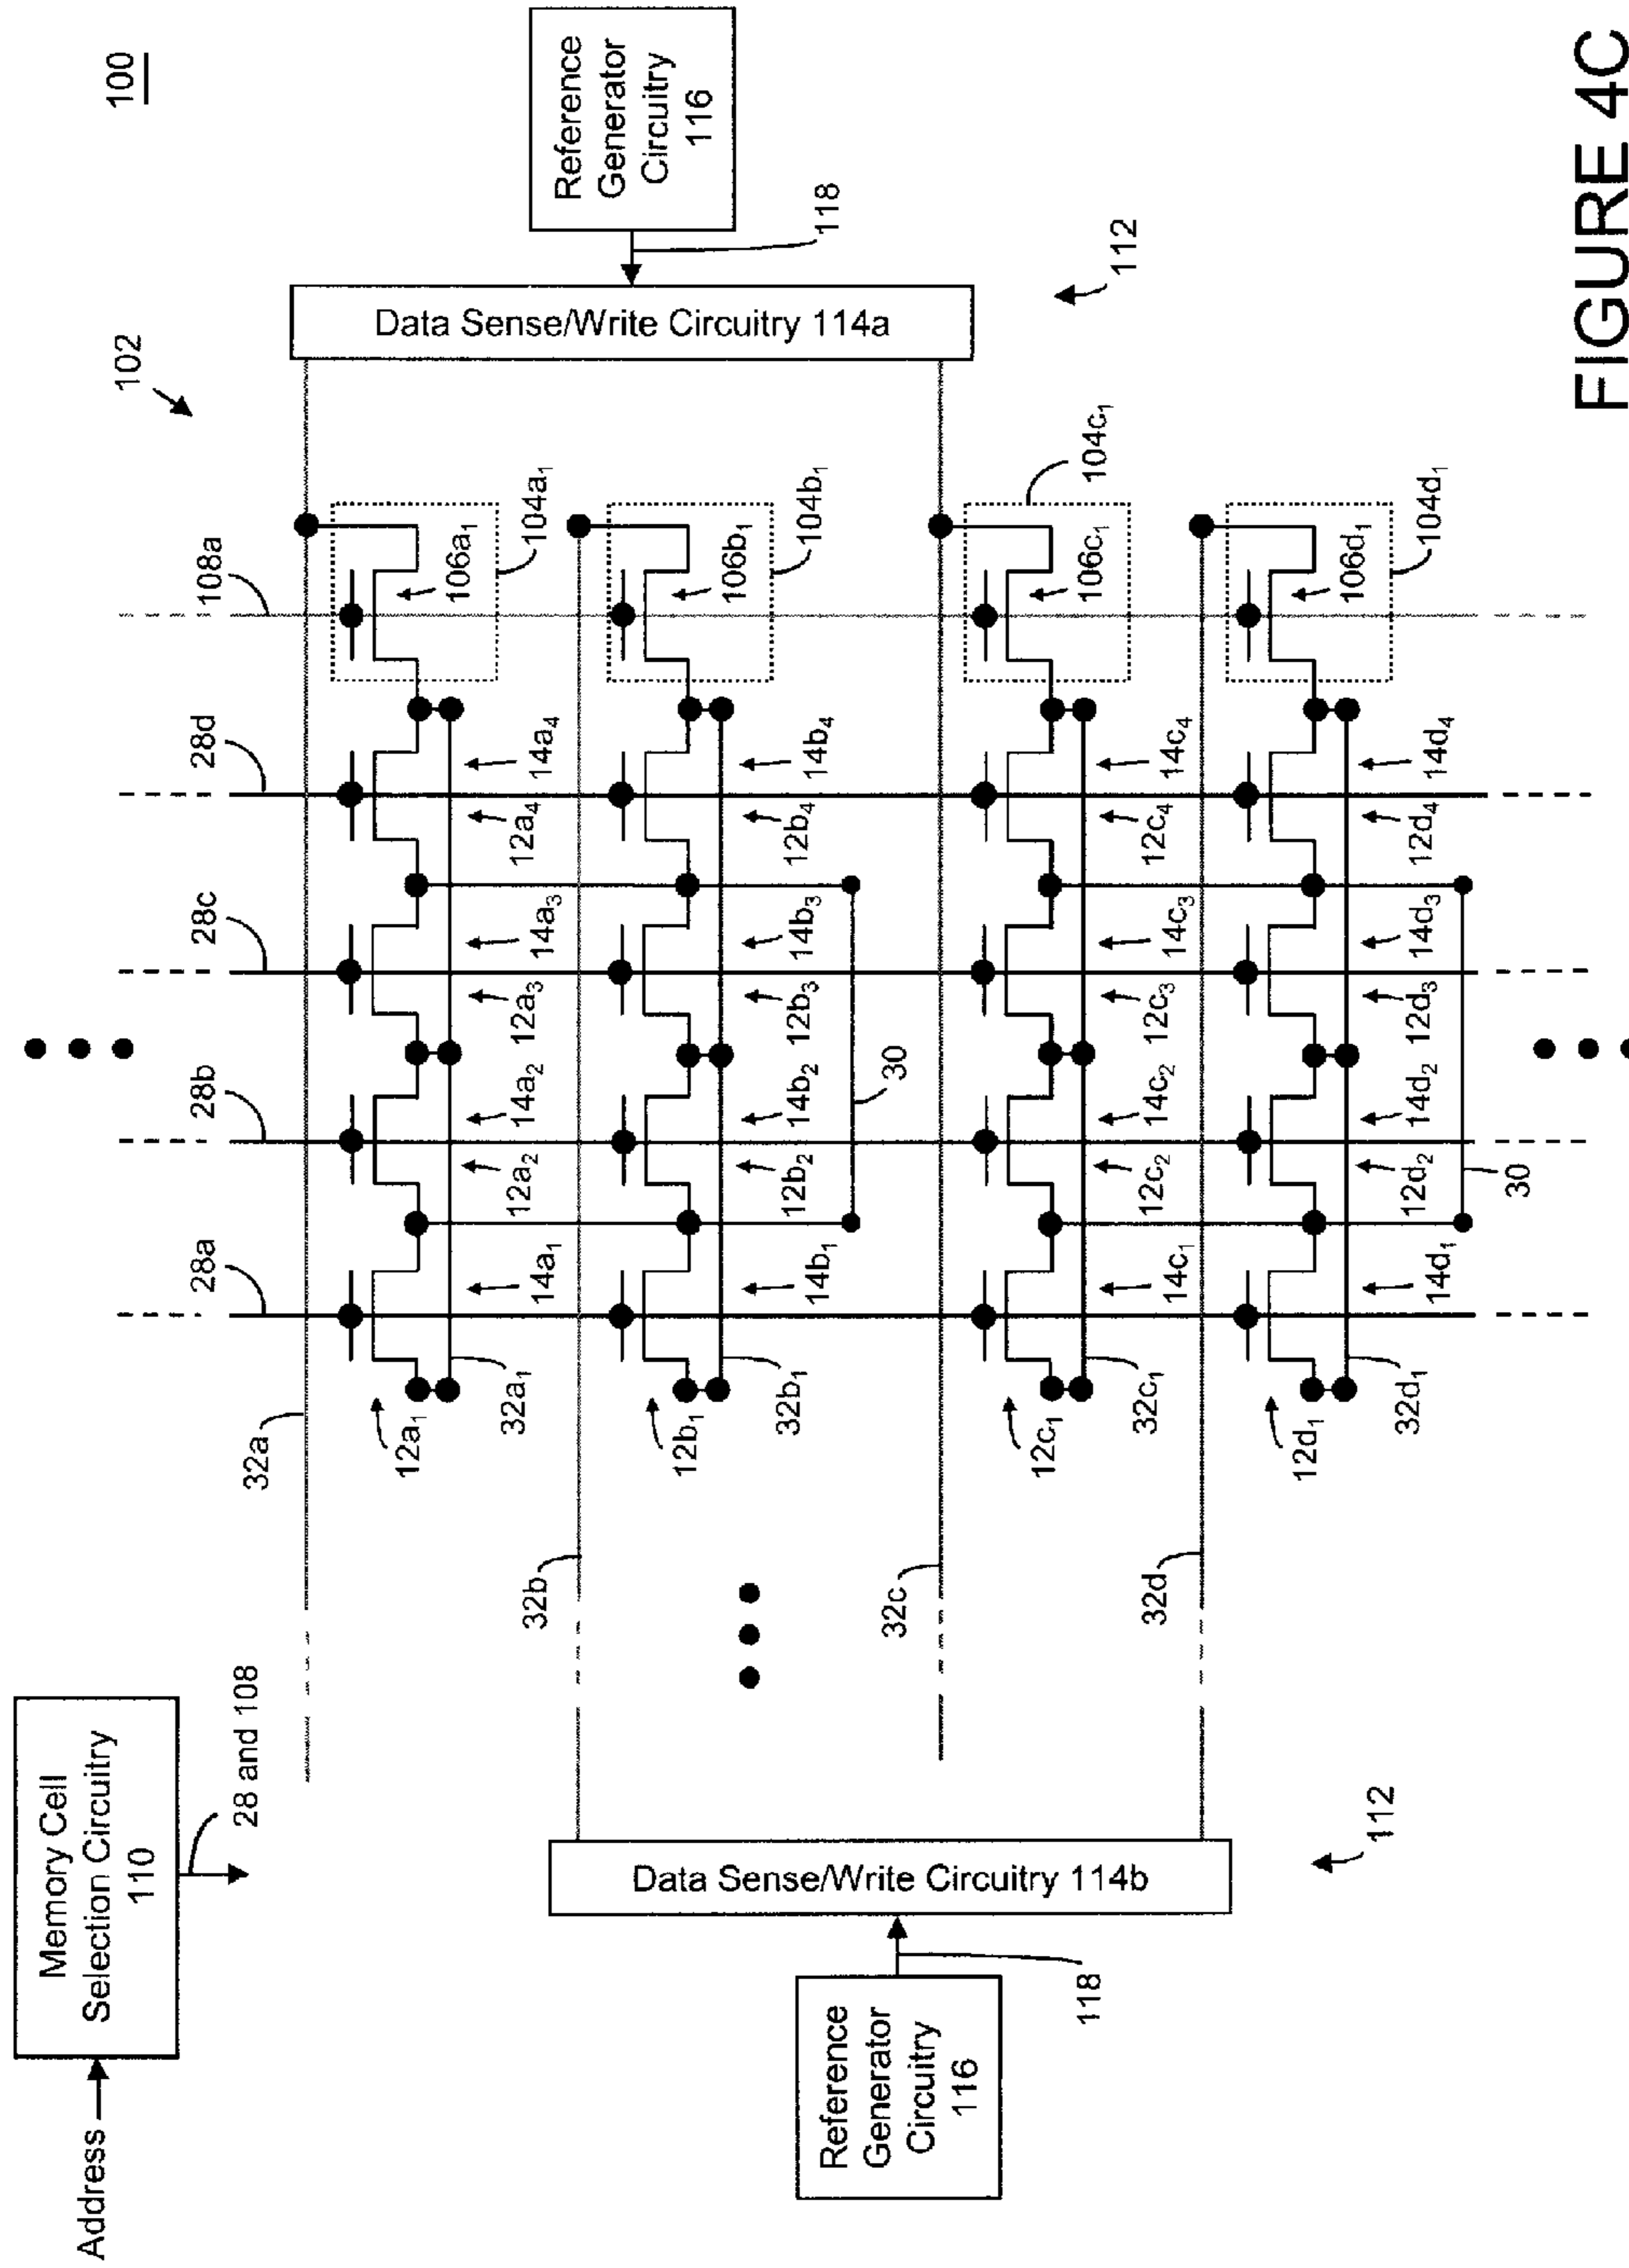 Address
Memory Cell
Selection Circuitry
110
28 and 108
100
102
32a
28a
28b
28c
28d
108a
12a₁
32a₁
14a₁
12a₂
14a₂
12a₃
14a₃
12a₄
14a₄
106a₁
104a₁
32b
12b₁
32b₁
14b₁
12b₂
14b₂
12b₃
14b₃
12b₄
14b₄
106b₁
104b₁
30
32c
12c₁
32c₁
14c₁
12c₂
14c₂
12c₃
14c₃
12c₄
14c₄
106c₁
104c₁
32d
12d₁
32d₁
14d₁
12d₂
14d₂
12d₃
14d₃
12d₄
14d₄
106d₁
104d₁
30
Data Sense/Write Circuitry 114a
112
118
Reference
Generator
Circuitry
116
Data Sense/Write Circuitry 114b
112
118
Reference
Generator
Circuitry
116
FIGURE 4C